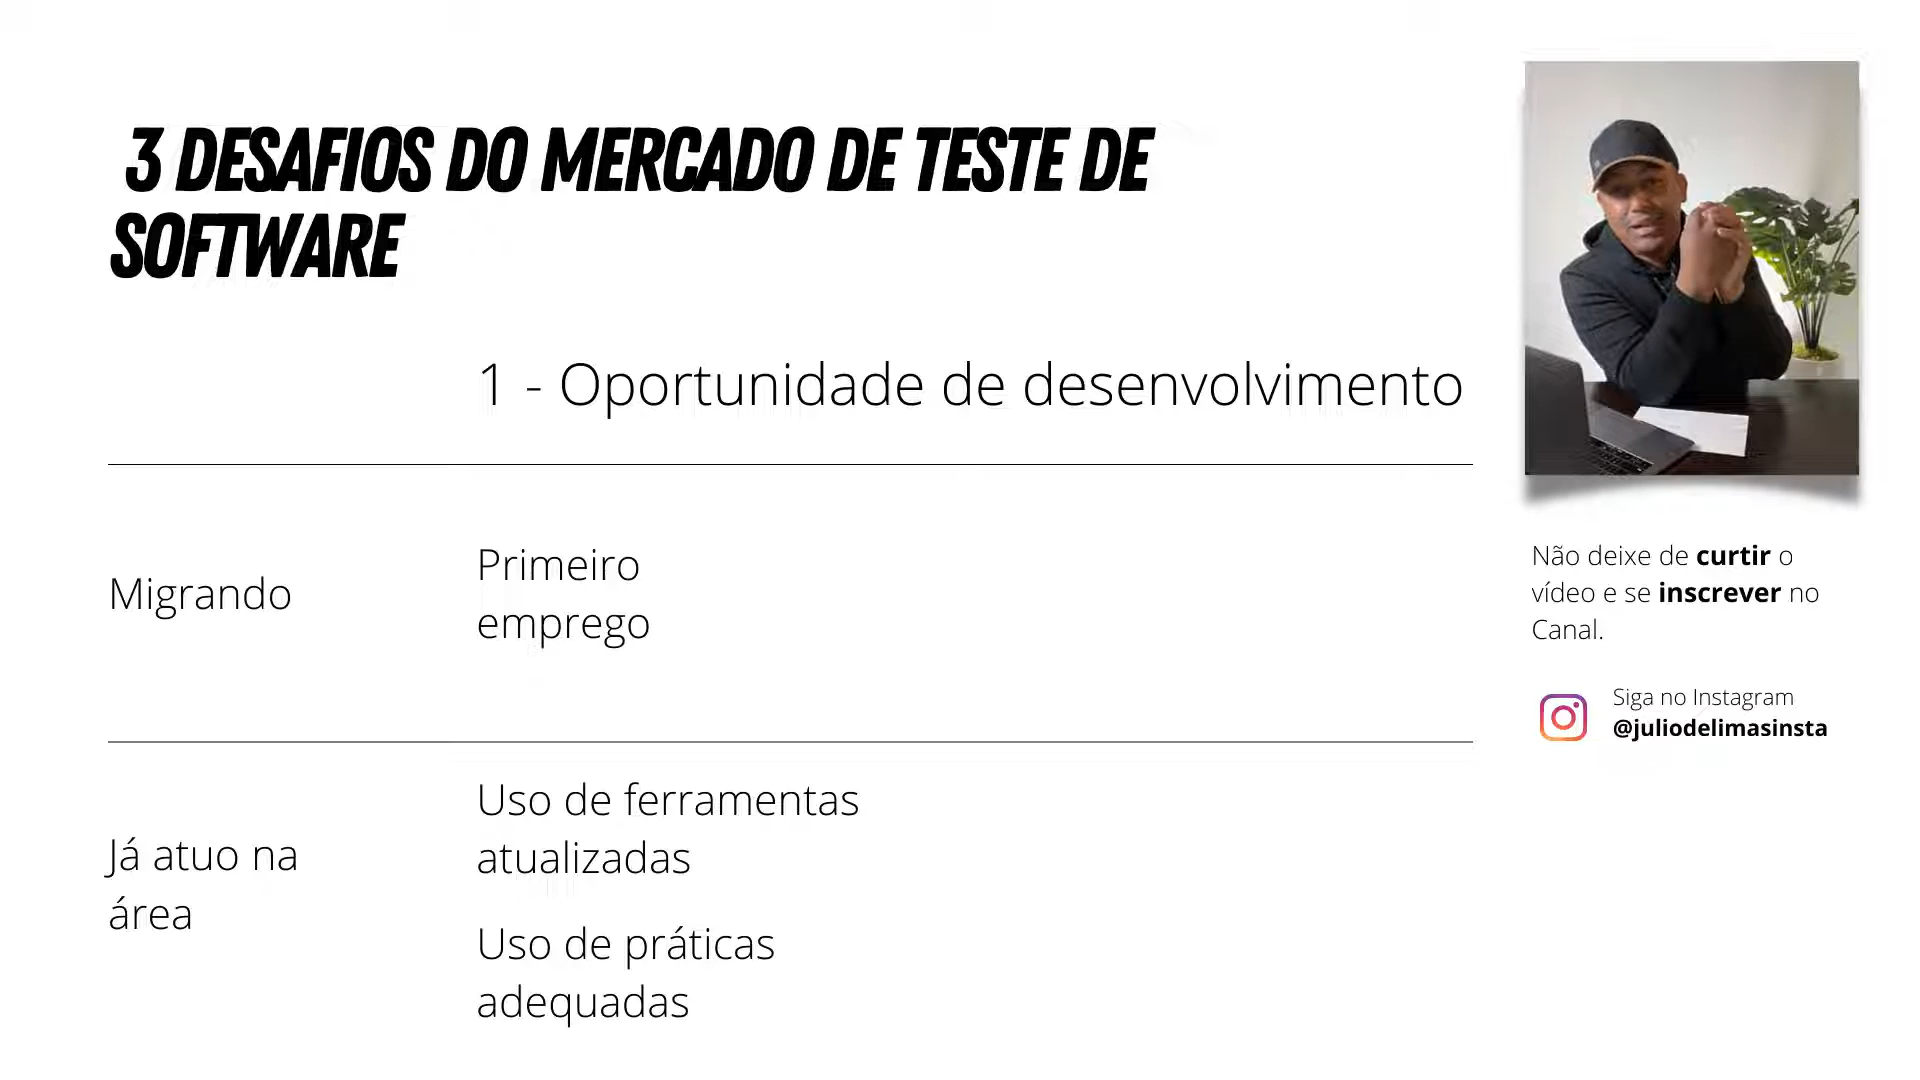 3 DESAFIOS DO MERCADO DE TESTE DE
SOFTWARE
1 - Oportunidade de desenvolvimento
Migrando
Primeiro
emprego
Já atuo na
área
Uso de ferramentas
atualizadas
Uso de práticas
adequadas
Não deixe de curtir o
vídeo e se inscrever no
Canal.
Siga no Instagram
@juliodelimasinsta